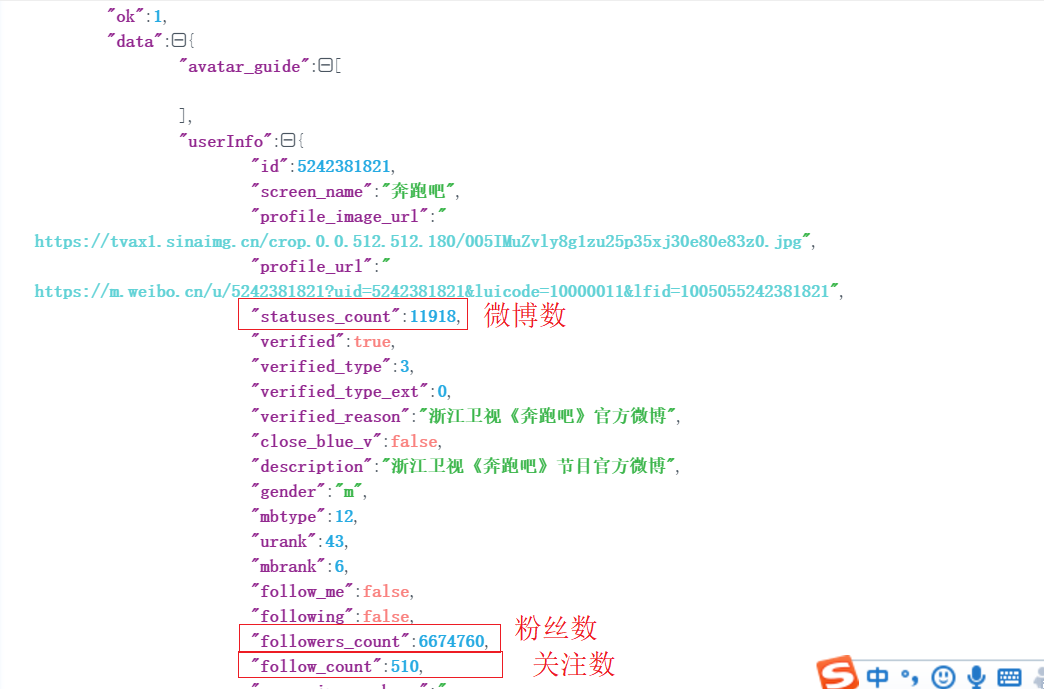 "ok":1,
"data":{
"avatar_guide":[
],
"userInfo":{
"id":5242381821,
"screen_name":"奔跑吧",
"profile_image_url":"
https://tvax1.sinaimg.cn/crop.0.0.512.512.180/005IMuZvly8g1zu25p35xj30e80e83z0.jpg",
"profile_url":"
https://m.weibo.cn/u/5242381821?uid=5242381821&luicode=10000011&lfid=1005055242381821",
"statuses_count":11918, 微博数
"verified":true,
"verified_type":3,
"verified_type_ext":0,
"verified_reason":"浙江卫视《奔跑吧》官方微博",
"close_blue_v":false,
"description":"浙江卫视《奔跑吧》节目官方微博",
"gender":"m",
"mbtype":12,
"urank":43,
"mbrank":6,
"follow_me":false,
"following":false,
"followers_count":6674760, 粉丝数
"follow_count":510, 关注数
S 中 °,